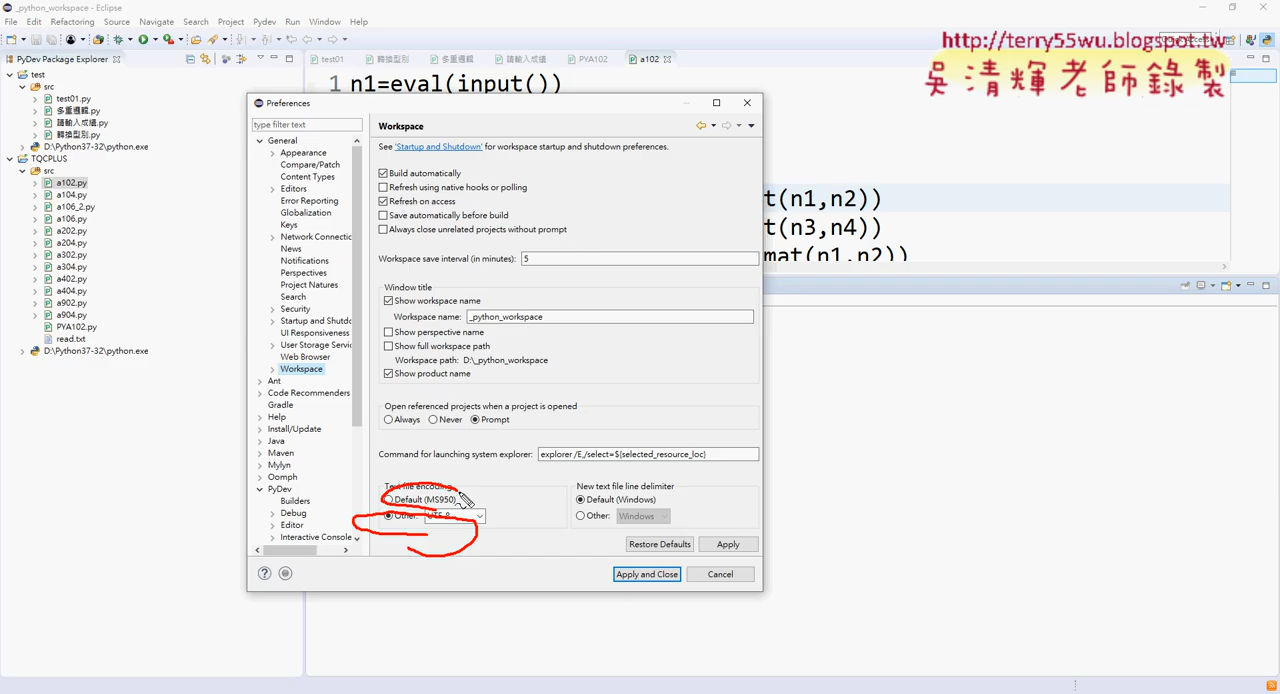 _python_workspace - Eclipse
File Edit Refactoring Source Navigate Search Project Pydev Run Window Help
http://terry55wu.blogspot.tw
吳清輝老師錄製
PyDev Package Explorer
test01 轉換型別 多重邏輯 請輸入成績 PYA102 a102
test
src
test01.py
多重邏輯.py
請輸入成績.py
轉換型別.py
D:\Python37-32\python.exe
TQCPLUS
src
a102.py
a104.py
a106_2.py
a106.py
a202.py
a204.py
a302.py
a304.py
a402.py
a404.py
a902.py
a904.py
PYA102.py
read.txt
D:\Python37-32\python.exe
1 n1=eval(input())
t(n1,n2))
t(n3,n4))
mat(n1,n2))
Preferences
type filter text
General
Appearance
Compare/Patch
Content Types
Editors
Error Reporting
Globalization
Keys
Network Connectic
News
Notifications
Perspectives
Project Natures
Search
Security
Startup and Shutdo
UI Responsiveness
User Storage Servic
Web Browser
Workspace
Ant
Code Recommenders
Gradle
Help
Install/Update
Java
Maven
Mylyn
Oomph
PyDev
Builders
Debug
Editor
Interactive Console
Workspace
See 'Startup and Shutdown' for workspace startup and shutdown preferences.
Build automatically
Refresh using native hooks or polling
Refresh on access
Save automatically before build
Always close unrelated projects without prompt
Workspace save interval (in minutes): 5
Window title
Show workspace name
Workspace name: _python_workspace
Show perspective name
Show full workspace path
Workspace path: D:\_python_workspace
Show product name
Open referenced projects when a project is opened
Always Never Prompt
Command for launching system explorer: explorer /E,/select=${selected_resource_loc}
Text file encoding
Default (MS950)
Other: UTF-8
New text file line delimiter
Default (Windows)
Other: Windows
Restore Defaults Apply
Apply and Close Cancel